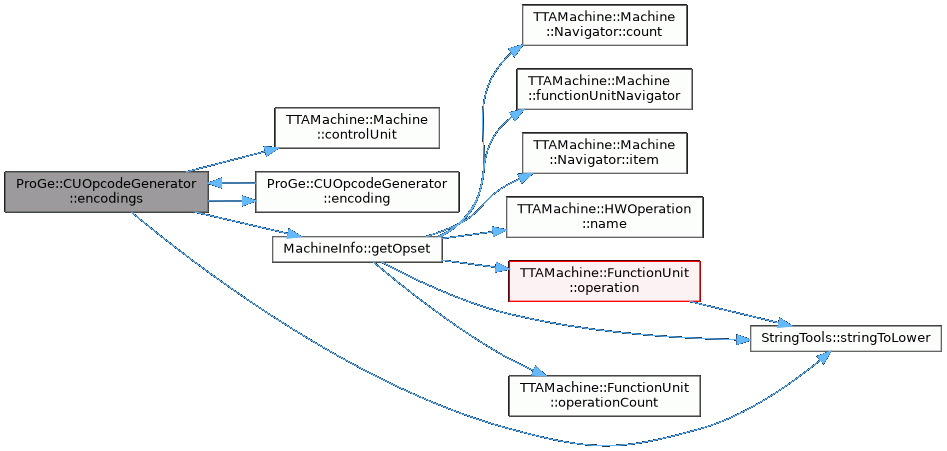 ProGe::CUOpcodeGenerator
::encodings
TTAMachine::Machine
::controlUnit
ProGe::CUOpcodeGenerator
::encoding
MachineInfo::getOpset
TTAMachine::Machine
::Navigator::count
TTAMachine::Machine
::functionUnitNavigator
TTAMachine::Machine
::Navigator::item
TTAMachine::HWOperation
::name
TTAMachine::FunctionUnit
::operation
StringTools::stringToLower
TTAMachine::FunctionUnit
::operationCount